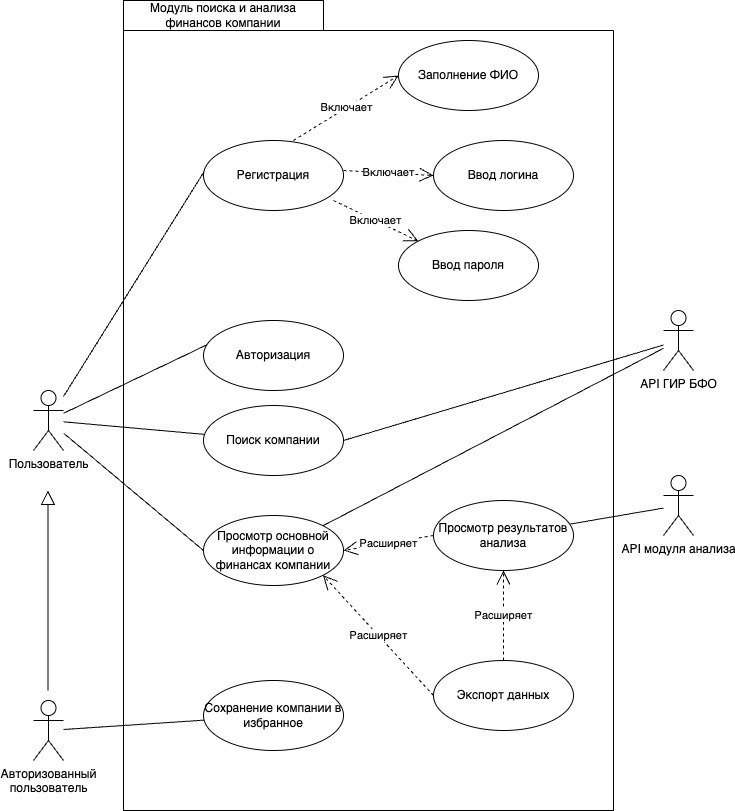 Модуль поиска и анализа
финансов компании
Заполнение ФИО
Включает
Регистрация
Включает
Ввод логина
Включает
Ввод пароля
Авторизация
API ГИР БФО
Поиск компании
Пользователь
Просмотр основной
информации о
финансах компании
Расширяет
Просмотр результатов
анализа
API модуля анализа
Расширяет
Расширяет
Экспорт данных
Сохранение компании в
избранное
Авторизованный
пользователь